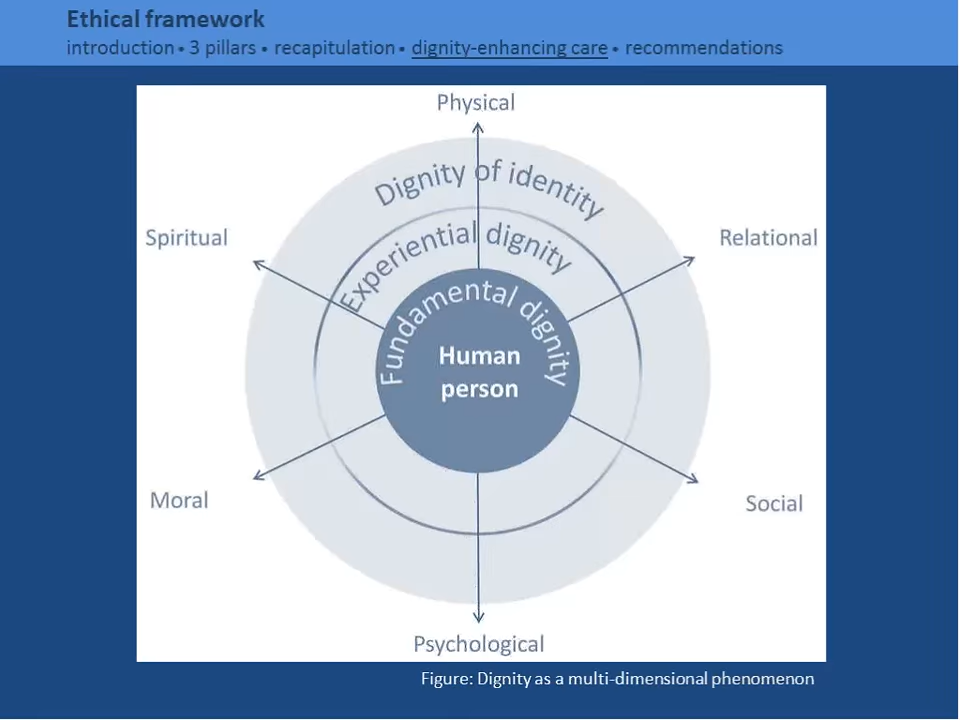 Ethical framework
introduction • 3 pillars • recapitulation • dignity-enhancing care • recommendations
Physical
Dignity of identity
Spiritual
Relational
Experiential dignity
Fundamental dignity
Human
person
Moral
Social
Psychological
Figure: Dignity as a multi-dimensional phenomenon